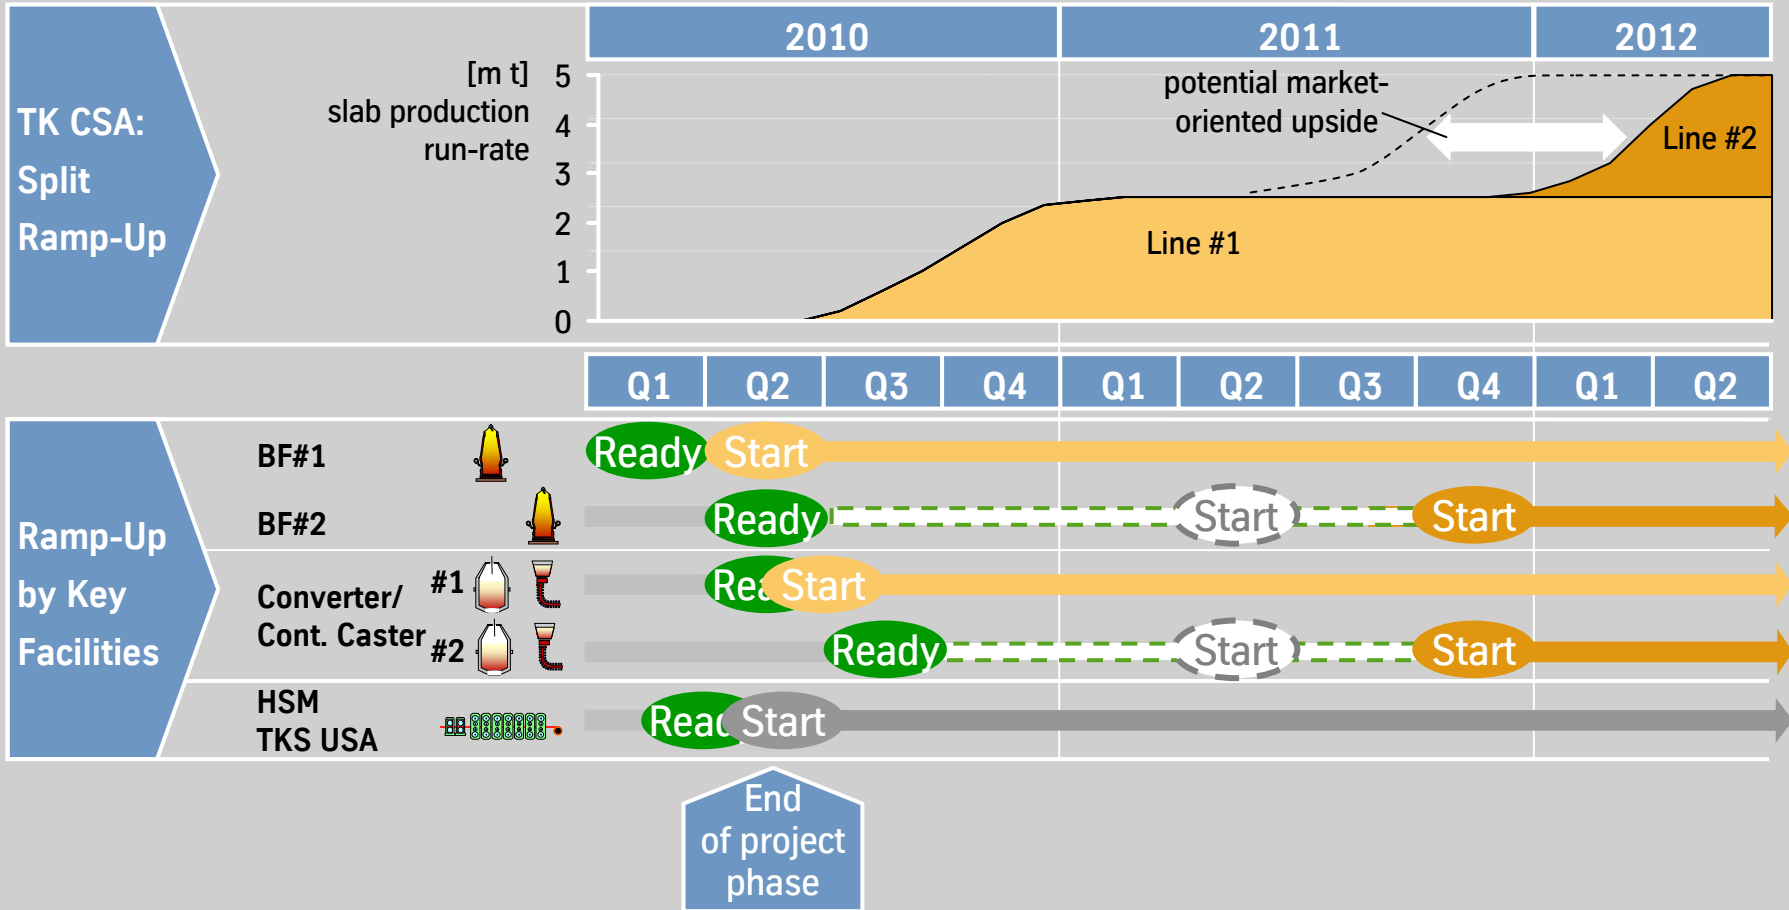 2010 2011 2012
TK CSA:
Split
Ramp-Up
[m t]
slab production
run-rate
5
4
3
2
1
0
potential market-
oriented upside
Line #2
Line #1
Q1 Q2 Q3 Q4 Q1 Q2 Q3 Q4 Q1 Q2
Ramp-Up
by Key
Facilities
BF#1 Ready Start
BF#2 Ready Start Start
Converter/
Cont. Caster
#1 Rea Start
#2 Ready Start Start
HSM
TKS USA
Read Start
End
of project
phase